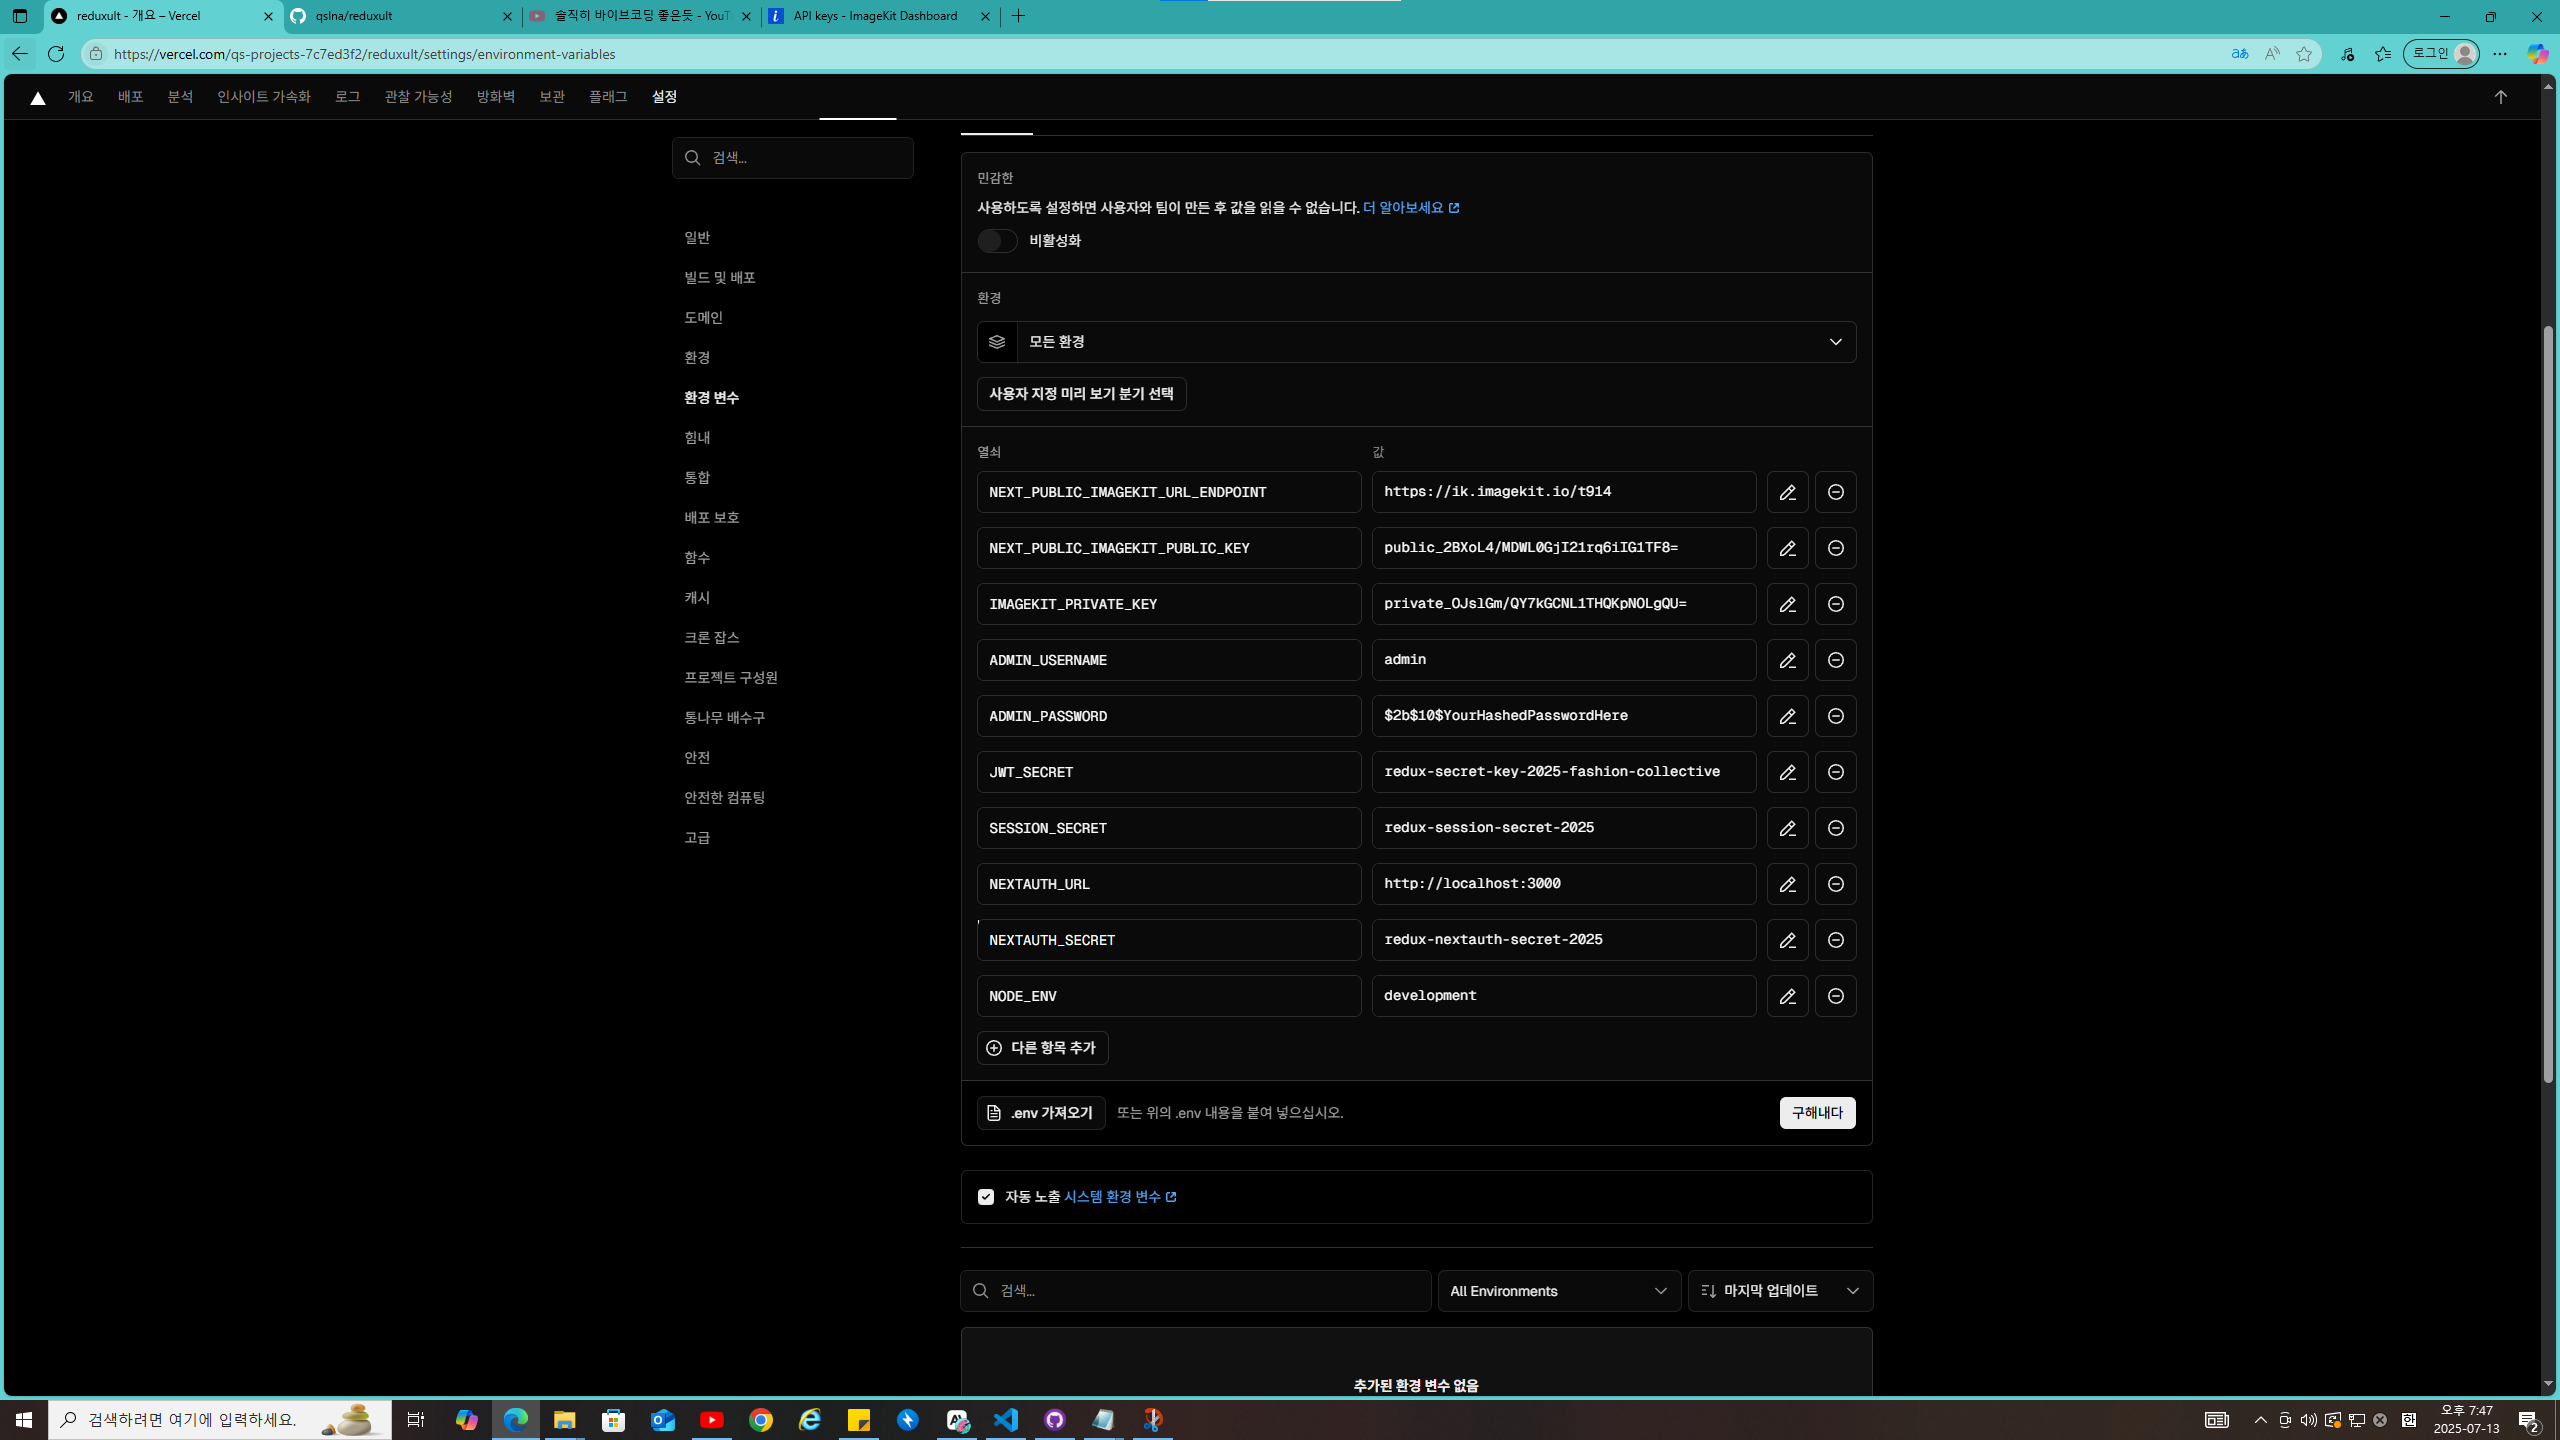 reduxult - 개요 – Vercel
qslna/reduxult
솔직히 바이브코딩 좋은듯 - YouT
API keys - ImageKit Dashboard
https://vercel.com/qs-projects-7c7ed3f2/reduxult/settings/environment-variables
로그인
개요 배포 분석 인사이트 가속화 로그 관찰 가능성 방화벽 보관 플래그 설정
검색...
일반
빌드 및 배포
도메인
환경
환경 변수
힘내
통합
배포 보호
함수
캐시
크론 잡스
프로젝트 구성원
통나무 배수구
안전
안전한 컴퓨팅
고급
민감한
사용하도록 설정하면 사용자와 팀이 만든 후 값을 읽을 수 없습니다. 더 알아보세요
비활성화
환경
모든 환경
사용자 지정 미리 보기 분기 선택
열쇠 값
NEXT_PUBLIC_IMAGEKIT_URL_ENDPOINT https://ik.imagekit.io/t914
NEXT_PUBLIC_IMAGEKIT_PUBLIC_KEY public_2BXoL4/MDWL0GjI21rq6iIG1TF8=
IMAGEKIT_PRIVATE_KEY private_OJslGm/QY7kGCNL1THQKpNOLgQU=
ADMIN_USERNAME admin
ADMIN_PASSWORD $2b$10$YourHashedPasswordHere
JWT_SECRET redux-secret-key-2025-fashion-collective
SESSION_SECRET redux-session-secret-2025
NEXTAUTH_URL http://localhost:3000
NEXTAUTH_SECRET redux-nextauth-secret-2025
NODE_ENV development
다른 항목 추가
.env 가져오기 또는 위의 .env 내용을 붙여 넣으십시오. 구해내다
자동 노출 시스템 환경 변수
검색... All Environments 마지막 업데이트
추가된 환경 변수 없음
검색하려면 여기에 입력하세요.
오후 7:47
2025-07-13
2